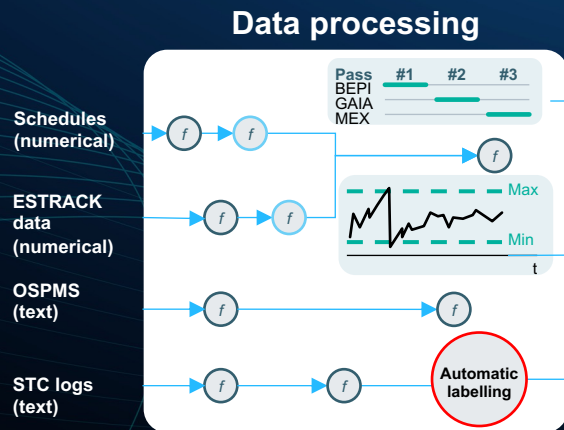 Data processing
Pass #1 #2 #3
BEPI
GAIA
MEX
Schedules
(numerical)
f f
f
ESTRACK
data
(numerical)
f f
Max
Min
t
OSPMS
(text)
f f
STC logs
(text)
f f
Automatic
labelling